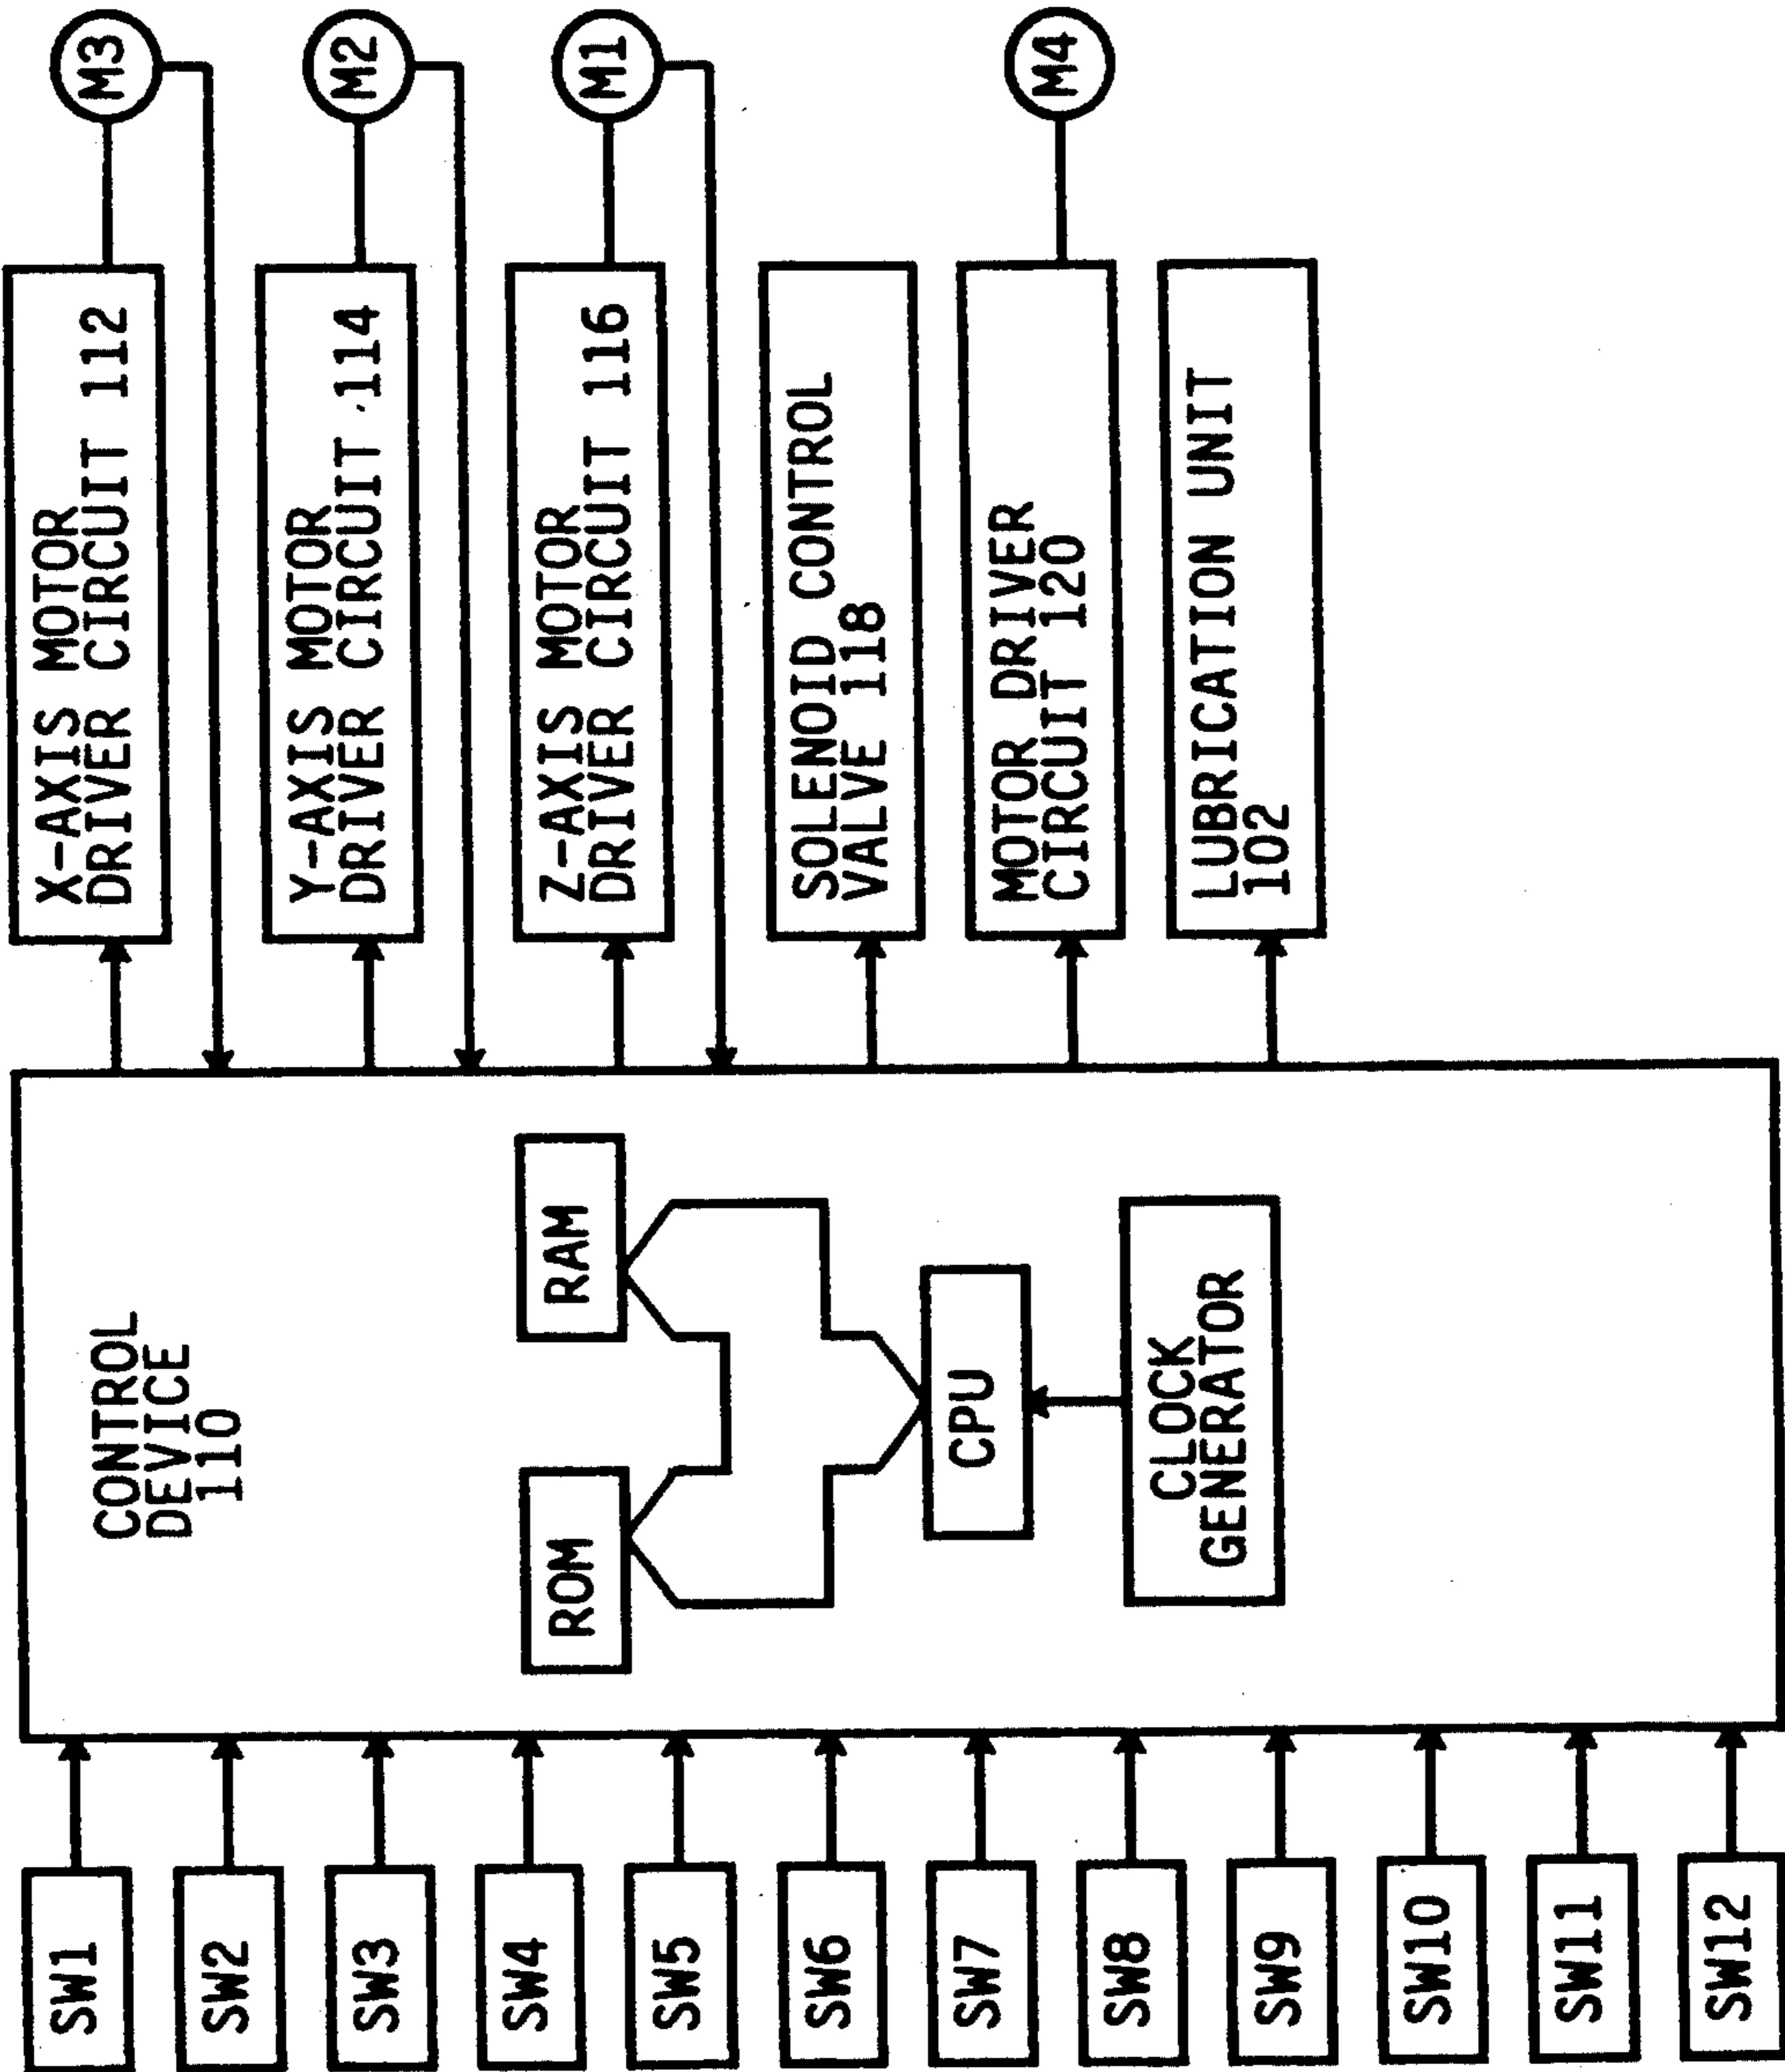 SW1
SW2
SW3
SW4
SW5
SW6
SW7
SW8
SW9
SW10
SW11
SW12
CONTROL
DEVICE
110
ROM
RAM
CPU
CLOCK
GENERATOR
X-AXIS MOTOR
DRIVER CIRCUIT 112
M3
Y-AXIS MOTOR
DRIVER CIRCUIT 114
M2
Z-AXIS MOTOR
DRIVER CIRCUIT 116
M1
SOLENOID CONTROL
VALVE 118
MOTOR DRIVER
CIRCUIT 120
M4
LUBRICATION UNIT
102